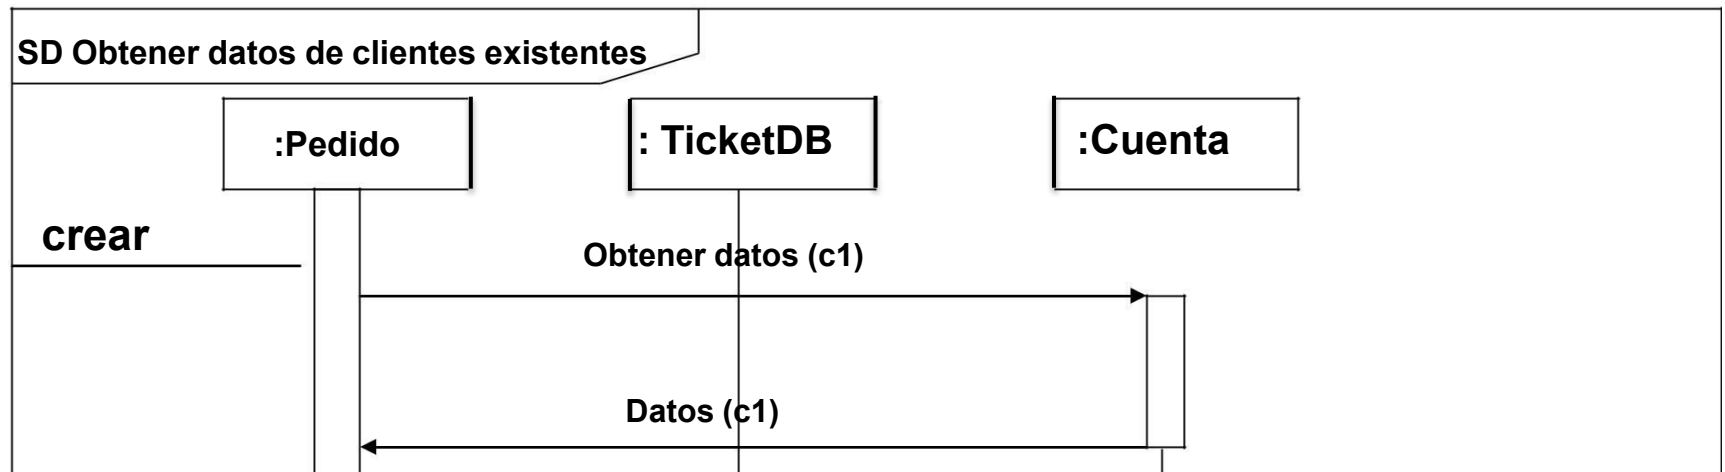 SD Obtener datos de clientes existentes
:Pedido
: TicketDB
:Cuenta
crear
Obtener datos (c1)
Datos (c1)